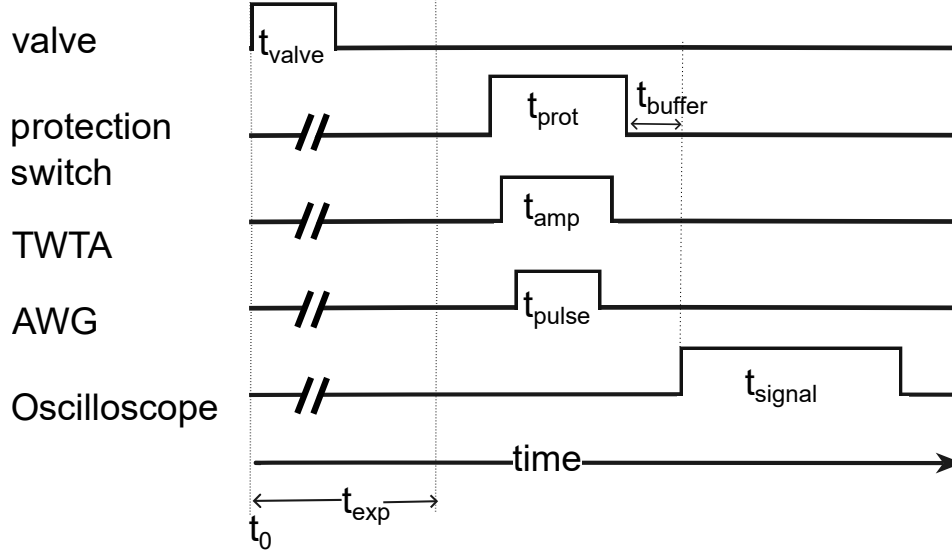 valve
t_valve
protection
switch
t_prot
t_buffer
TWTA
t_amp
AWG
t_pulse
Oscilloscope
t_signal
time
t_exp
t_0